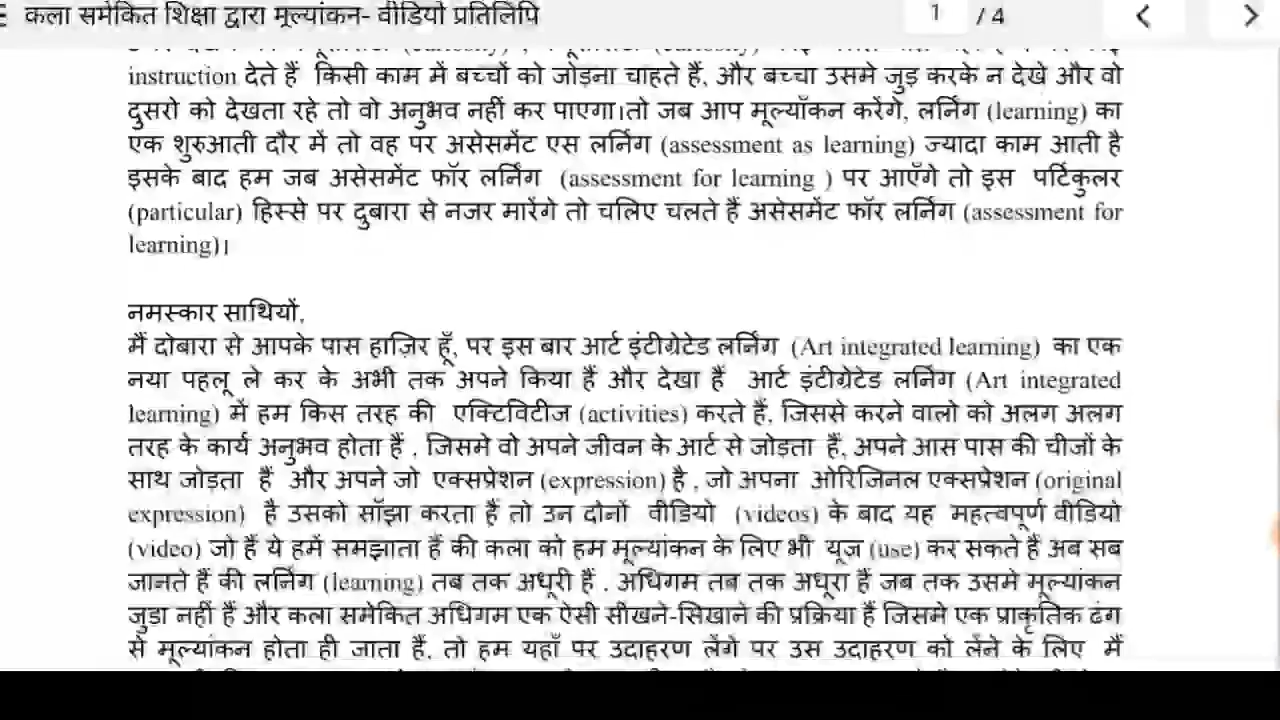 कला समेकित शिक्षा द्वारा मूल्यांकन- वीडियो प्रतिलिपि
1 / 4
instruction देते हैं किसी काम में बच्चों को जोड़ना चाहते हैं, और बच्चा उसमे जुड़ करके न देखे और वो
दुसरो को देखता रहे तो वो अनुभव नहीं कर पाएगा।तो जब आप मूल्याँकन करेंगे, लर्निंग (learning) का
एक शुरुआती दौर में तो वह पर असेसमेंट एस लर्निंग (assessment as learning) ज्यादा काम आती है
इसके बाद हम जब असेसमेंट फॉर लर्निंग (assessment for learning ) पर आएँगे तो इस पर्टिकुलर
(particular) हिस्से पर दुबारा से नजर मारेंगे तो चलिए चलते हैं असेसमेंट फॉर लर्निंग (assessment for
learning)।
नमस्कार साथियों,
मैं दोबारा से आपके पास हाज़िर हूँ, पर इस बार आर्ट इंटीग्रेटेड लर्निंग (Art integrated learning) का एक
नया पहलू ले कर के अभी तक अपने किया हैं और देखा हैं आर्ट इंटीग्रेटेड लर्निंग (Art integrated
learning) में हम किस तरह की एक्टिविटीज (activities) करते हैं, जिससे करने वालो को अलग अलग
तरह के कार्य अनुभव होता हैं , जिसमे वो अपने जीवन के आर्ट से जोड़ता हैं, अपने आस पास की चीजों के
साथ जोड़ता हैं और अपने जो एक्सप्रेशन (expression) है , जो अपना ओरिजिनल एक्सप्रेशन (original
expression) है उसको साँझा करता हैं तो उन दोनों वीडियो (videos) के बाद यह महत्वपूर्ण वीडियो
(video) जो हैं ये हमें समझाता हैं की कला को हम मूल्यांकन के लिए भी यूज़ (use) कर सकते हैं अब सब
जानते हैं की लर्निंग (learning) तब तक अधूरी हैं , अधिगम तब तक अधूरा हैं जब तक उसमे मूल्यांकन
जुड़ा नहीं हैं और कला समेकित अधिगम एक ऐसी सीखने-सिखाने की प्रक्रिया हैं जिसमे एक प्राकृतिक ढंग
से मूल्यांकन होता ही जाता हैं, तो हम यहाँ पर उदाहरण लेंगे पर उस उदाहरण को लेंने के लिए मैं